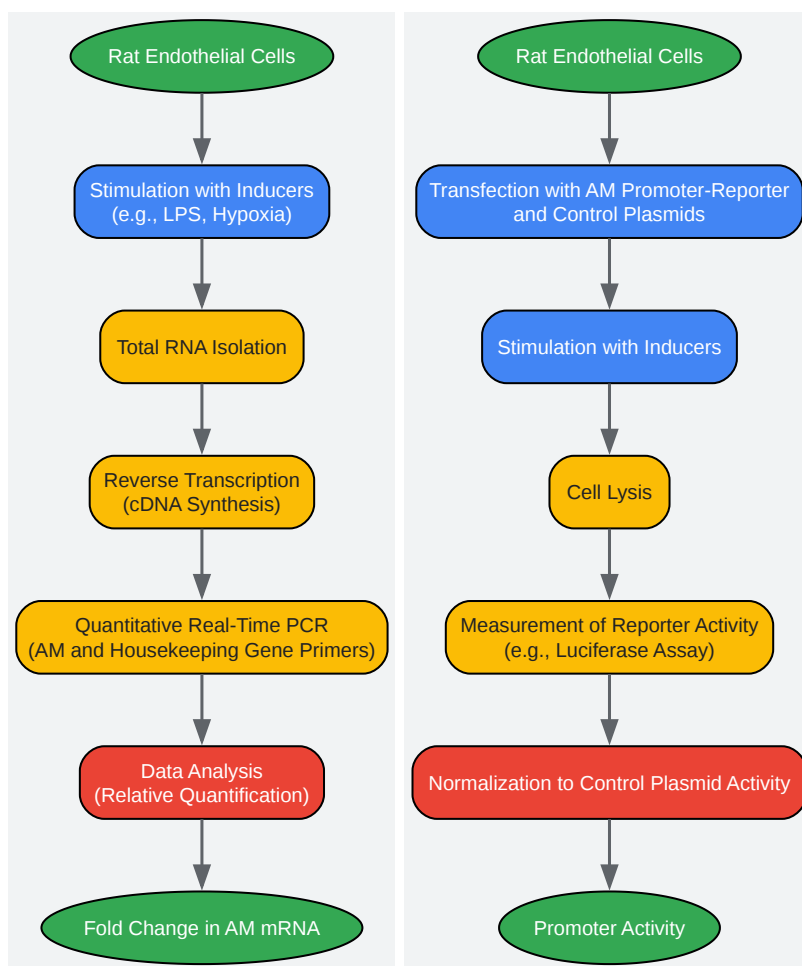 Rat Endothelial Cells
Stimulation with Inducers
(e.g., LPS, Hypoxia)
Total RNA Isolation
Reverse Transcription
(cDNA Synthesis)
Quantitative Real-Time PCR
(AM and Housekeeping Gene Primers)
Data Analysis
(Relative Quantification)
Fold Change in AM mRNA
Rat Endothelial Cells
Transfection with AM Promoter-Reporter
and Control Plasmids
Stimulation with Inducers
Cell Lysis
Measurement of Reporter Activity
(e.g., Luciferase Assay)
Normalization to Control Plasmid Activity
Promoter Activity